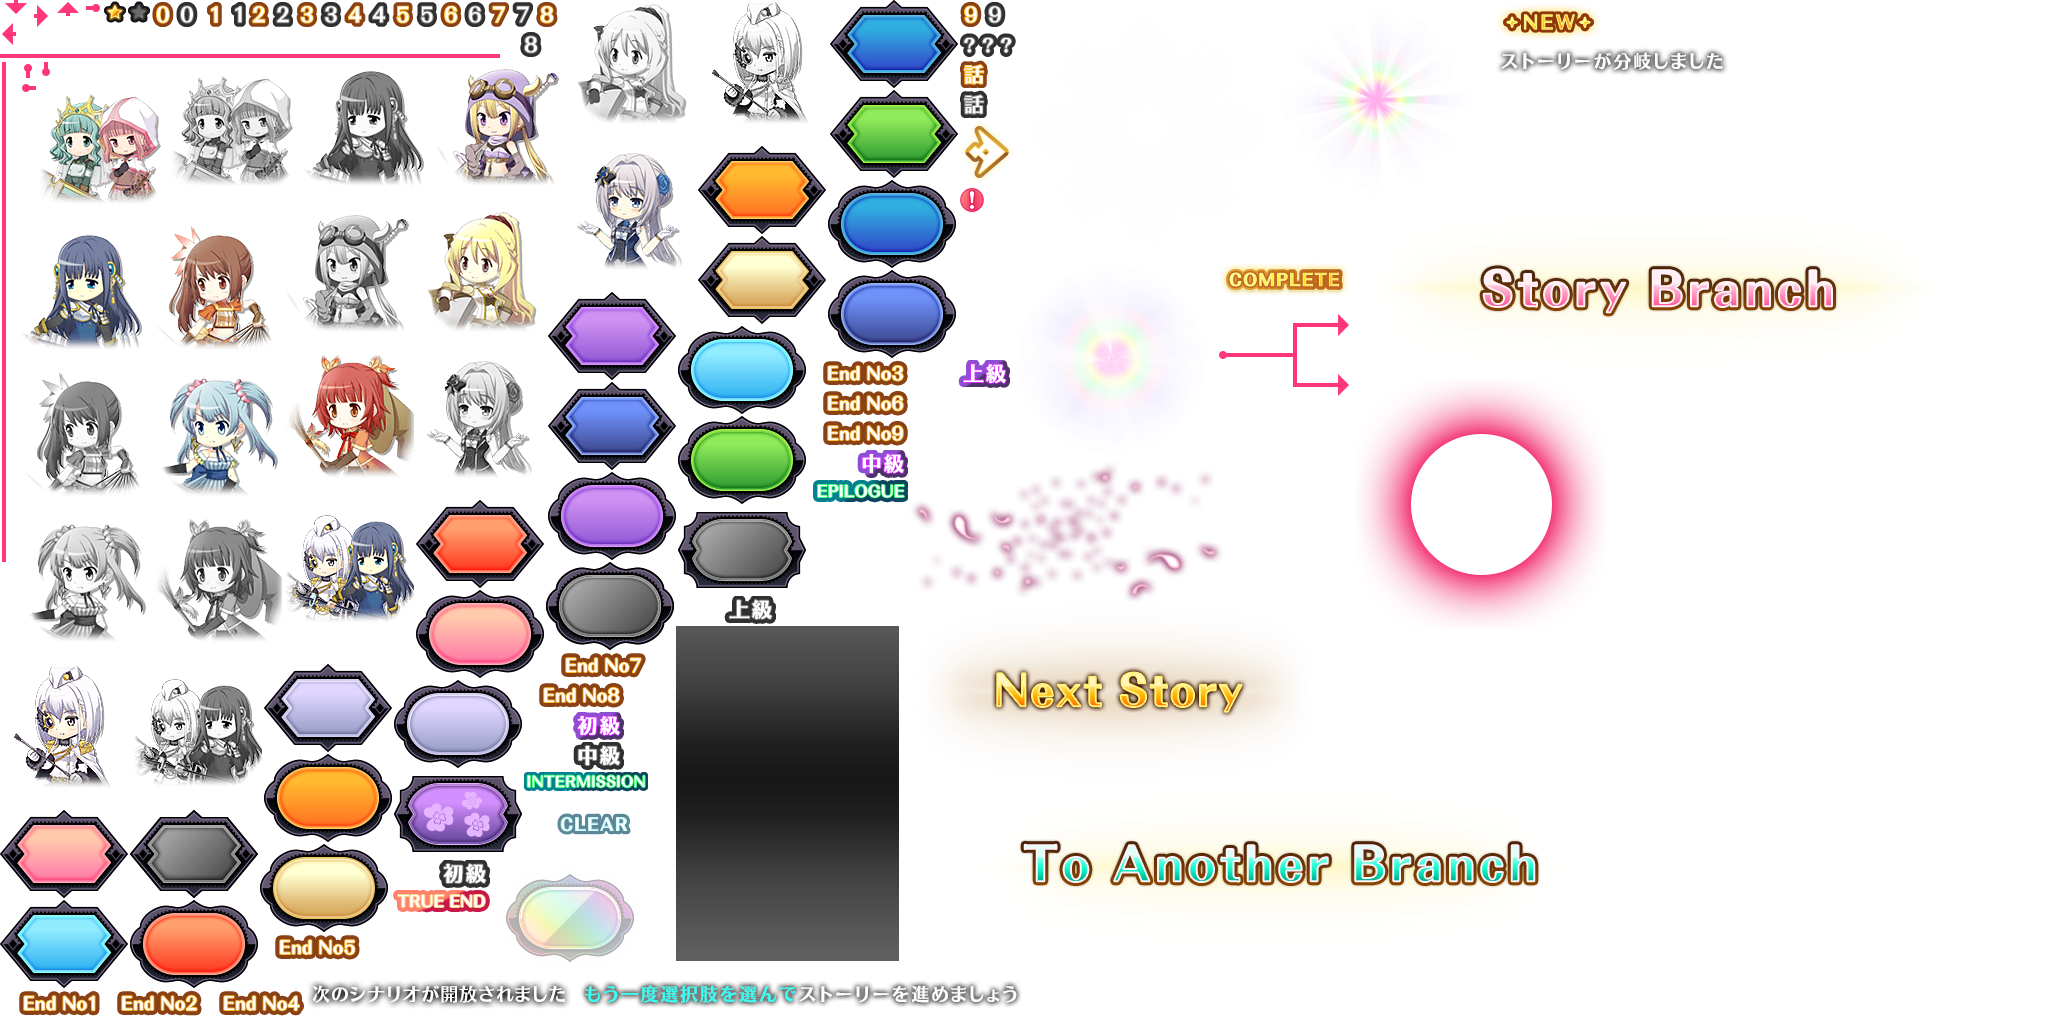 0 0 1 1 2 2 3 3 4 4 5 5 6 6 7 7 8
8
9 9
???
話
話
!
+NEW+
ストーリーが分岐しました
COMPLETE
Story Branch
End No3
End No6
End No9
中級
EPILOGUE
上級
上級
Next Story
End No7
End No8
初級
中級
INTERMISSION
CLEAR
To Another Branch
初級
TRUE END
End No5
End No1
End No2
End No4
次のシナリオが開放されました
もう一度選択肢を選んでストーリーを進めましょう